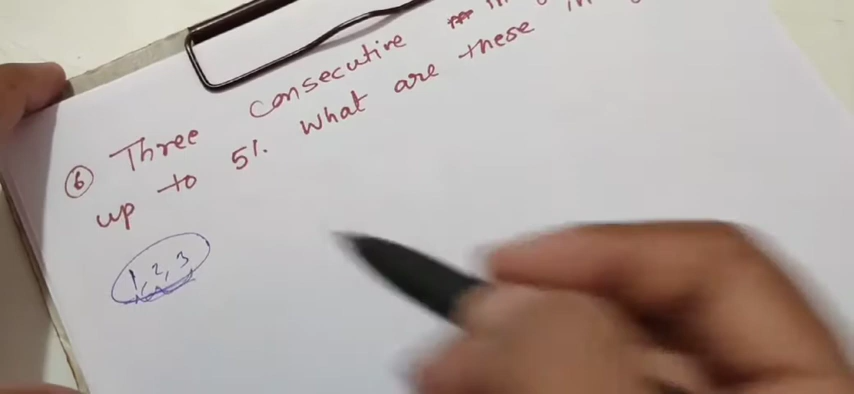 6 Three consecutive
up to 51. What are these
1, 2, 3